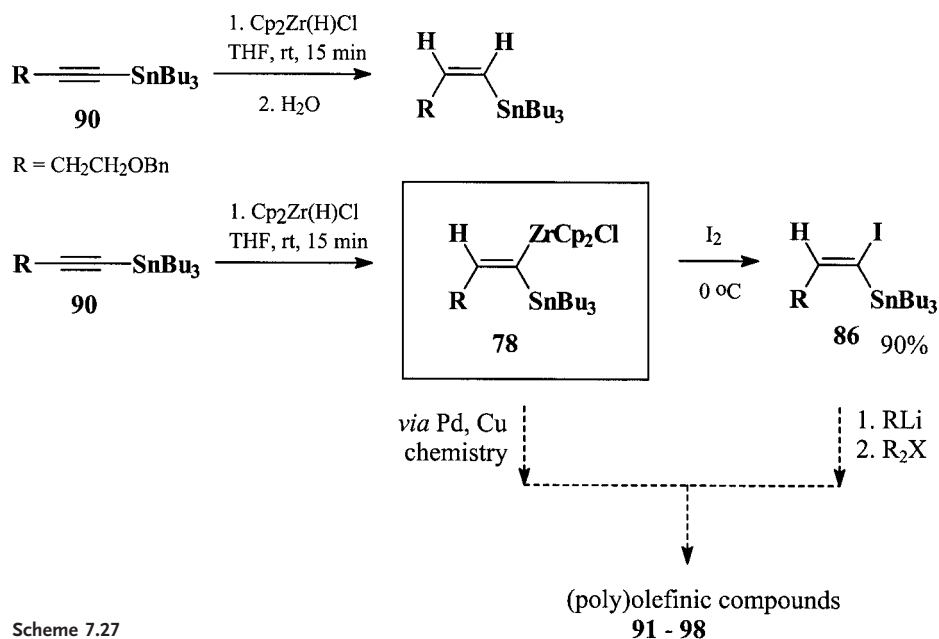 1. Cp2Zr(H)Cl
THF, rt, 15 min
2. H2O
R
SnBu3
90
H H
R
SnBu3
R = CH2CH2OBn
1. Cp2Zr(H)Cl
THF, rt, 15 min
R
SnBu3
90
H
ZrCp2Cl
R
SnBu3
78
I2
0 °C
H
I
R
SnBu3
86 90%
via Pd, Cu
chemistry
1. RLi
2. R2X
(poly)olefinic compounds
91 - 98
Scheme 7.27